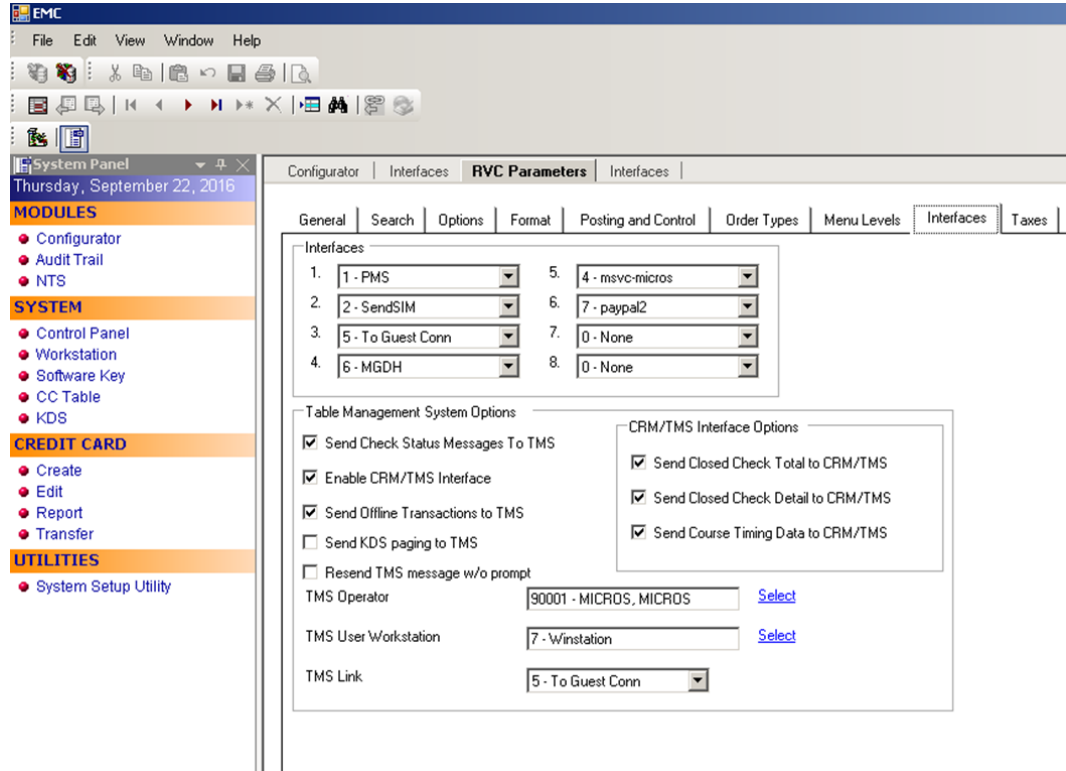 EMC
File Edit View Window Help
System Panel
Thursday, September 22, 2016
MODULES
Configurator
Audit Trail
NTS
SYSTEM
Control Panel
Workstation
Software Key
CC Table
KDS
CREDIT CARD
Create
Edit
Report
Transfer
UTILITIES
System Setup Utility
Configurator Interfaces RVC Parameters Interfaces
General Search Options Format Posting and Control Order Types Menu Levels Interfaces Taxes
Interfaces
1. 1 - PMS 5. 4 - msvc-micros
2. 2 - SendSIM 6. 7 - paypal2
3. 5 - To Guest Conn 7. 0 - None
4. 6 - MGDH 8. 0 - None
Table Management System Options
Send Check Status Messages To TMS
Enable CRM/TMS Interface
Send Offline Transactions to TMS
Send KDS paging to TMS
Resend TMS message w/o prompt
CRM/TMS Interface Options
Send Closed Check Total to CRM/TMS
Send Closed Check Detail to CRM/TMS
Send Course Timing Data to CRM/TMS
TMS Operator 90001 - MICROS, MICROS Select
TMS User Workstation 7 - Winstation Select
TMS Link 5 - To Guest Conn